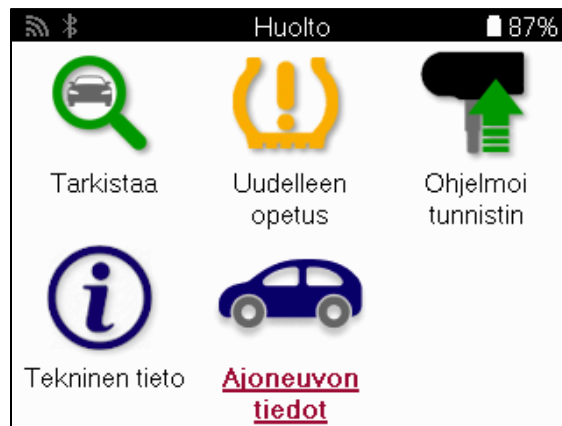 Huolto 87%
Tarkistaa Uudelleen opetus Ohjelmoi tunnistin
Tekninen tieto Ajoneuvon tiedot